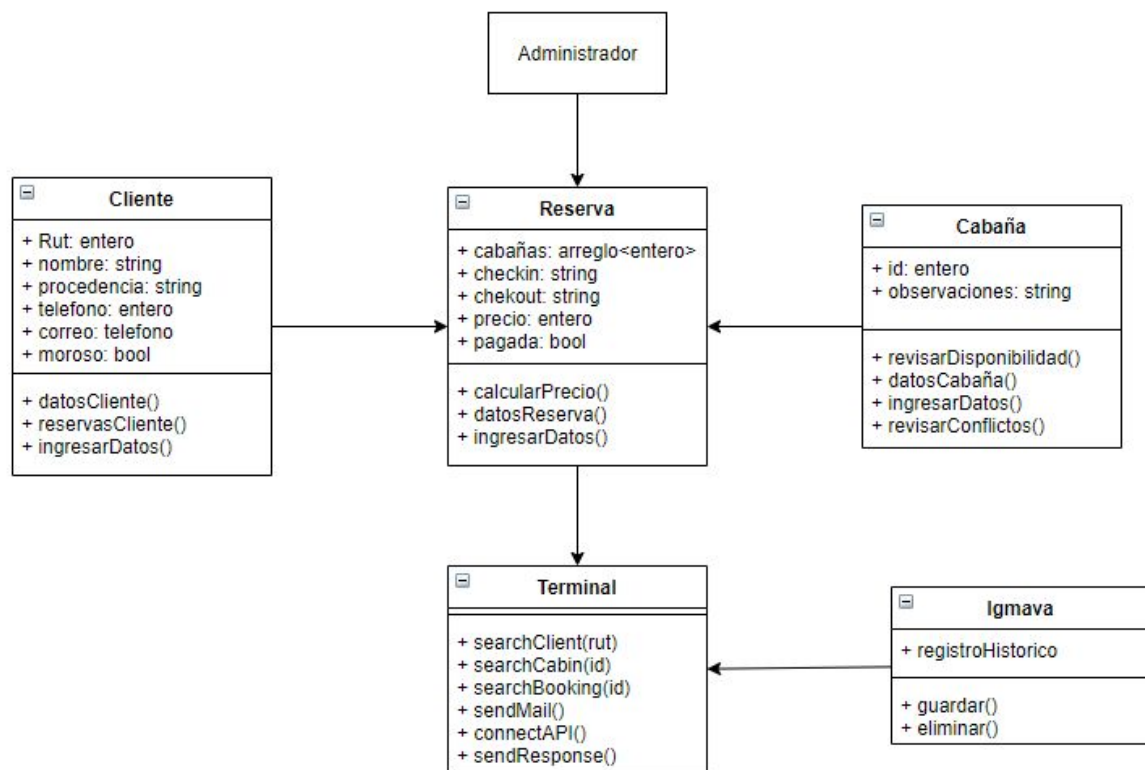 Administrador
Cliente
+ Rut: entero
+ nombre: string
+ procedencia: string
+ telefono: entero
+ correo: telefono
+ moroso: bool
+ datosCliente()
+ reservasCliente()
+ ingresarDatos()
Reserva
+ cabañas: arreglo<entero>
+ checkin: string
+ chekout: string
+ precio: entero
+ pagada: bool
+ calcularPrecio()
+ datosReserva()
+ ingresarDatos()
Cabaña
+ id: entero
+ observaciones: string
+ revisarDisponibilidad()
+ datosCabaña()
+ ingresarDatos()
+ revisarConflictos()
Terminal
+ searchClient(rut)
+ searchCabin(id)
+ searchBooking(id)
+ sendMail()
+ connectAPI()
+ sendResponse()
Igmava
+ registroHistorico
+ guardar()
+ eliminar()